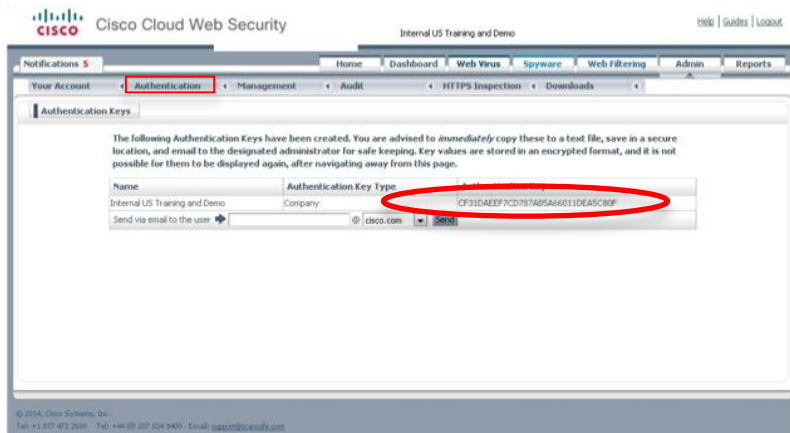 CISCO
Cisco Cloud Web Security
Internal US Training and Demo
Help | Guides | Logout
Notifications 5
Home Dashboard Web Virus Spyware Web Filtering Admin Reports
Your Account Authentication Management Audit HTTPS Inspection Downloads
Authentication Keys
The following Authentication Keys have been created. You are advised to immediately copy these to a text file, save in a secure
location, and email to the designated administrator for safe keeping. Key values are stored in an encrypted format, and it is not
possible for them to be displayed again, after navigating away from this page.
Name Authentication Key Type
Internal US Training and Demo Company
Send via email to the user @ cisco.com Send
© 2014, Cisco Systems, Inc.
Email: support@scansafe.com